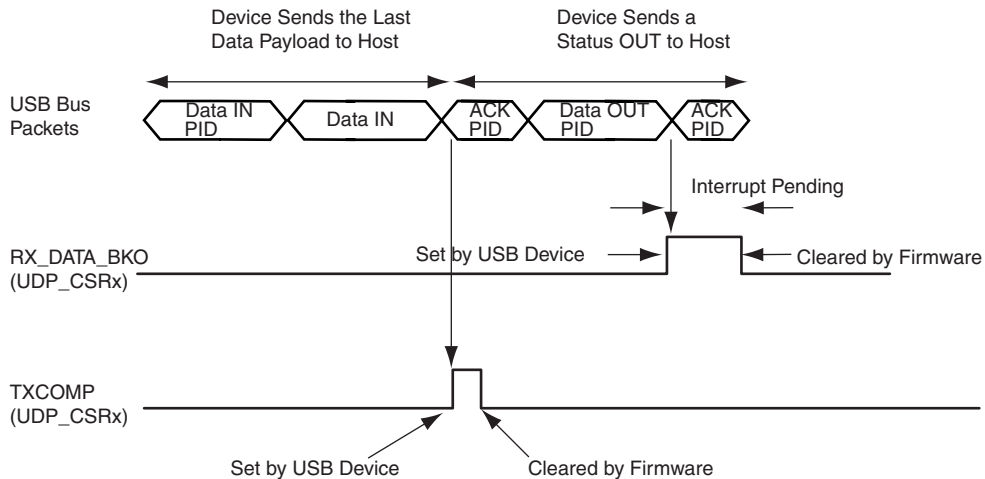 Device Sends the Last
Data Payload to Host
Device Sends a
Status OUT to Host
USB Bus
Packets
Data IN
PID
Data IN
ACK
PID
Data OUT
PID
ACK
PID
Interrupt Pending
RX_DATA_BKO
(UDP_CSRx)
Set by USB Device
Cleared by Firmware
TXCOMP
(UDP_CSRx)
Set by USB Device
Cleared by Firmware